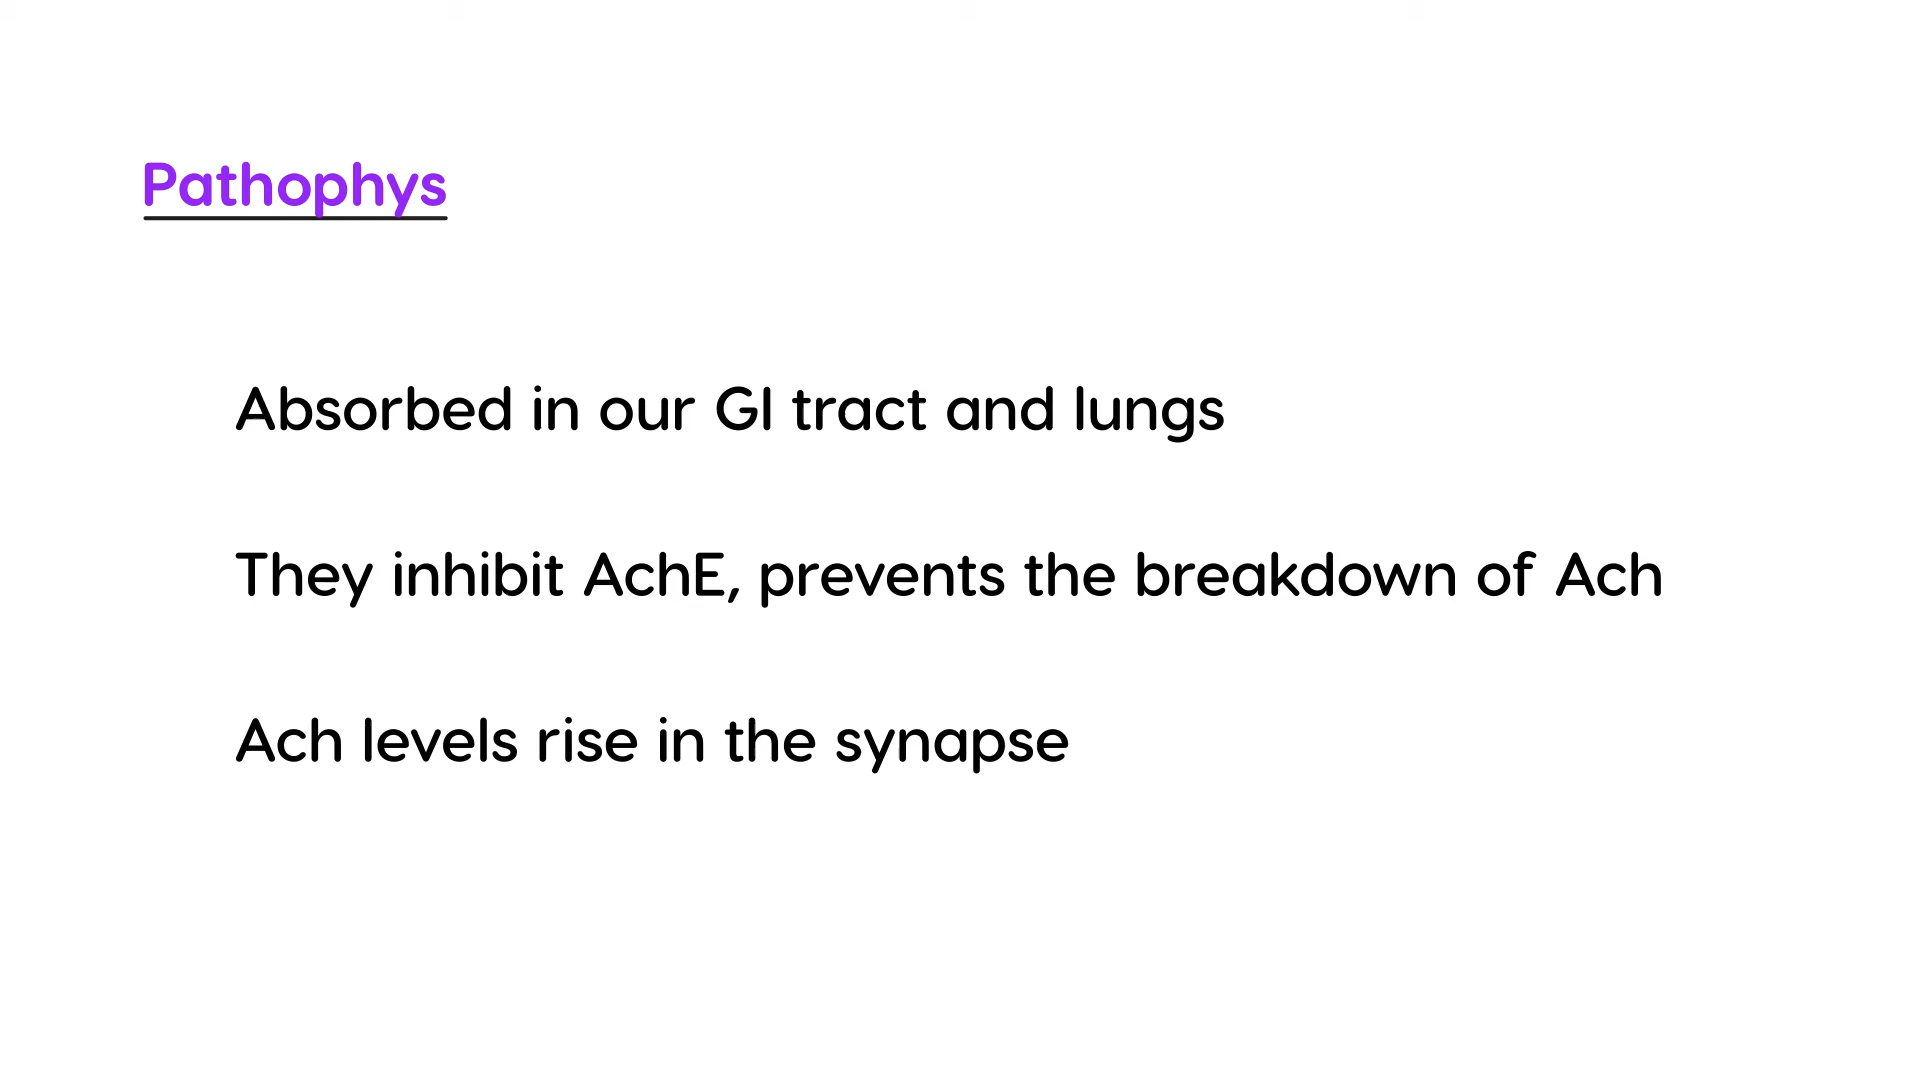 Pathophys
Absorbed in our GI tract and lungs
They inhibit AchE, prevents the breakdown of Ach
Ach levels rise in the synapse